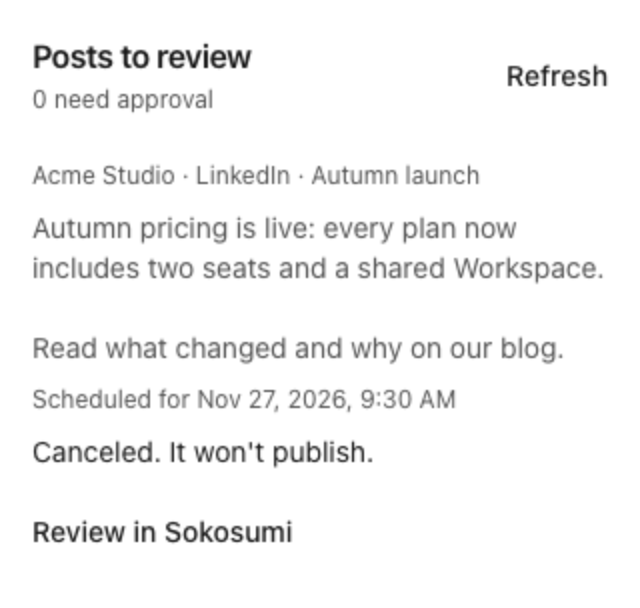 Posts to review
Refresh
0 need approval
Acme Studio · LinkedIn · Autumn launch
Autumn pricing is live: every plan now
includes two seats and a shared Workspace.
Read what changed and why on our blog.
Scheduled for Nov 27, 2026, 9:30 AM
Canceled. It won't publish.
Review in Sokosumi